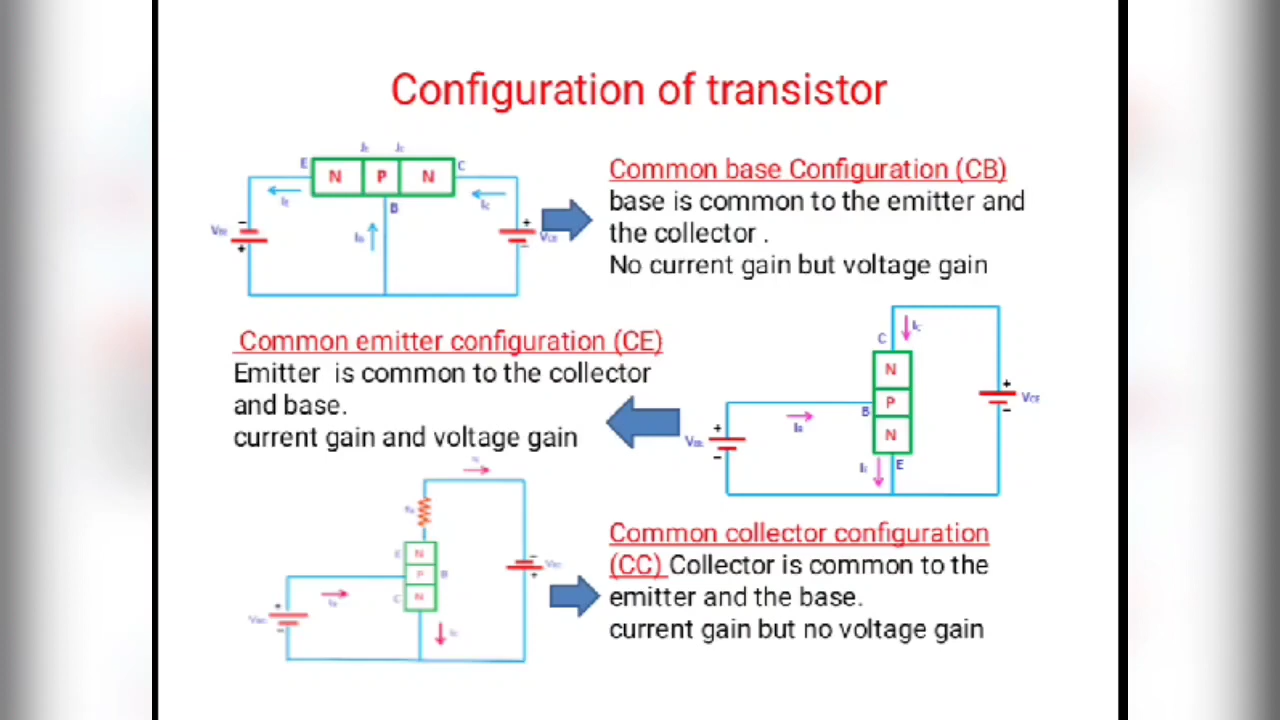 Configuration of transistor
E
C
N P N
B
Common base Configuration (CB)
base is common to the emitter and
the collector .
No current gain but voltage gain
Common emitter configuration (CE)
Emitter is common to the collector
and base.
current gain and voltage gain
C
N
P
B
N
E
VCE
N
P
N
Common collector configuration
(CC) Collector is common to the
emitter and the base.
current gain but no voltage gain